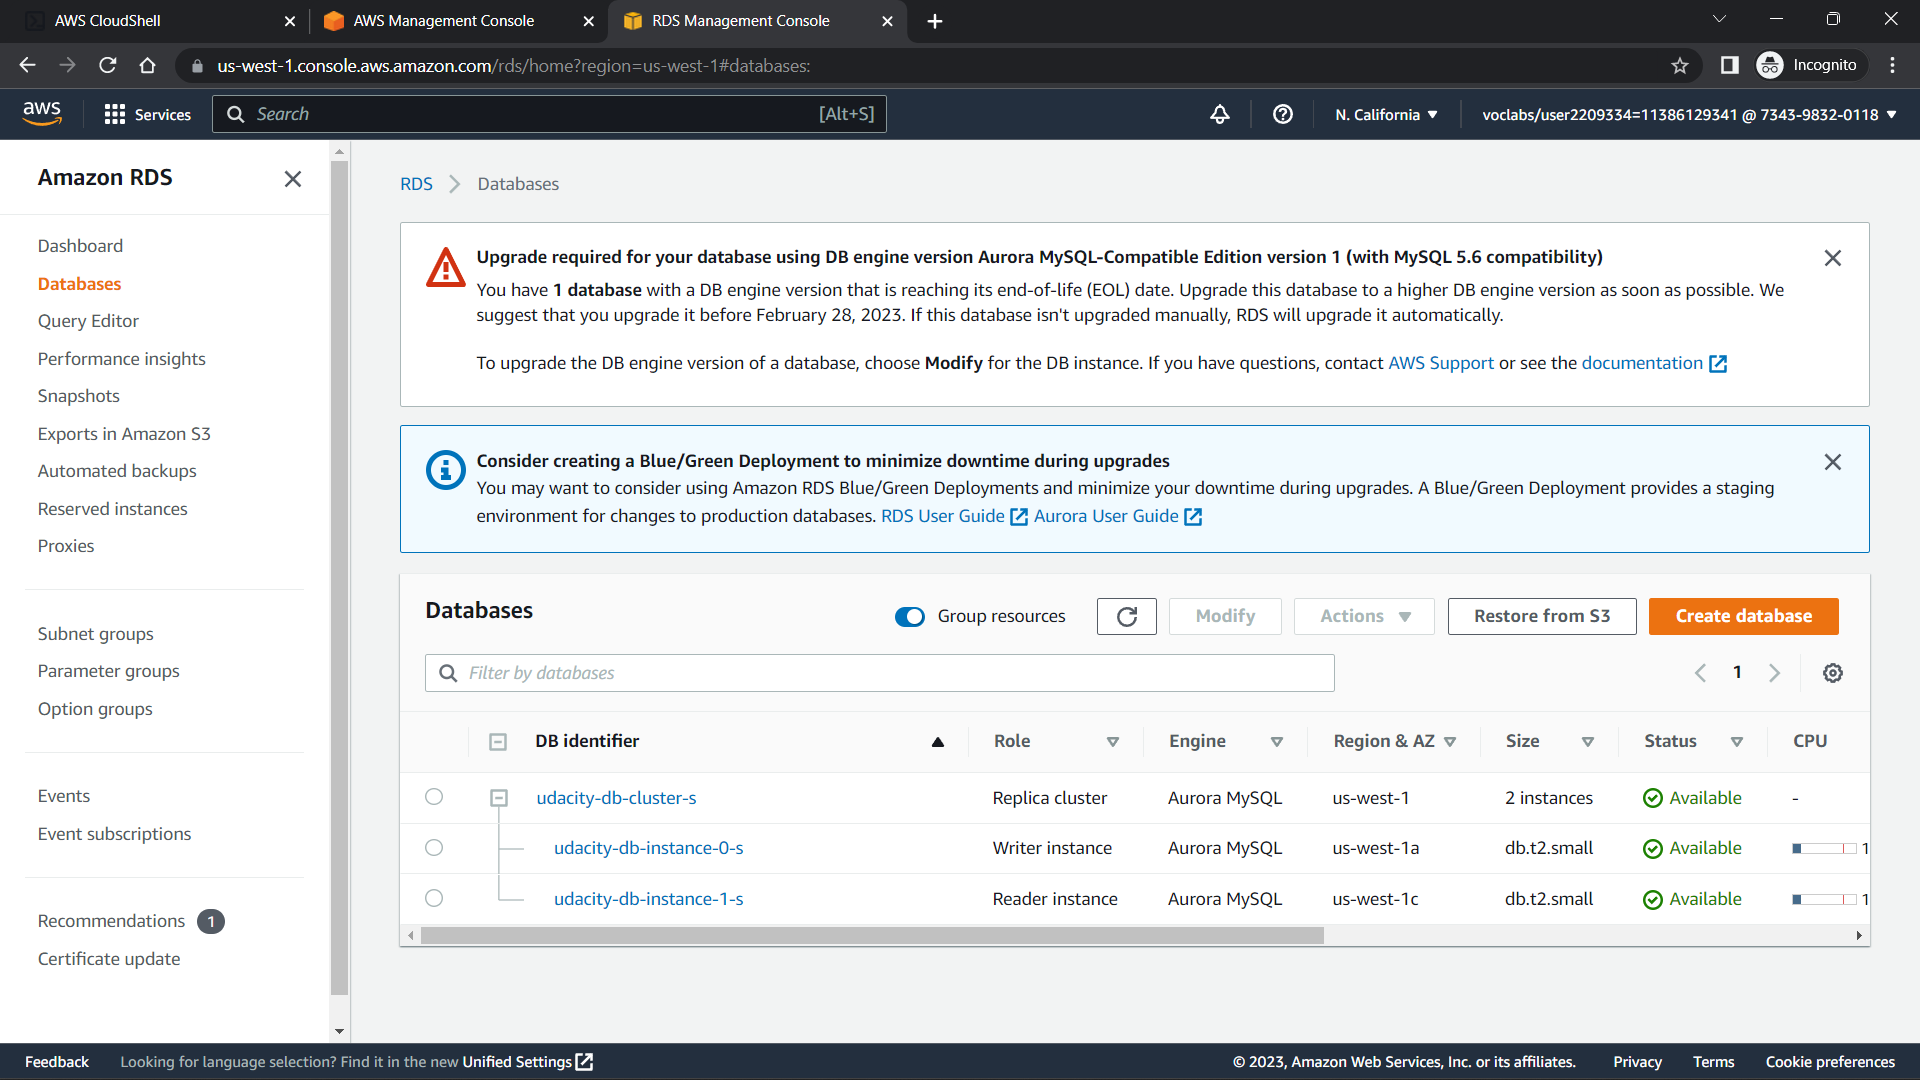 AWS CloudShell
AWS Management Console
RDS Management Console
us-west-1.console.aws.amazon.com/rds/home?region=us-west-1#databases:
Incognito
aws
Services
Search
[Alt+S]
N. California
voclabs/user2209334=11386129341 @ 7343-9832-0118
Amazon RDS
Dashboard
Databases
Query Editor
Performance insights
Snapshots
Exports in Amazon S3
Automated backups
Reserved instances
Proxies
Subnet groups
Parameter groups
Option groups
Events
Event subscriptions
Recommendations 1
Certificate update
RDS > Databases
Upgrade required for your database using DB engine version Aurora MySQL-Compatible Edition version 1 (with MySQL 5.6 compatibility)
You have 1 database with a DB engine version that is reaching its end-of-life (EOL) date. Upgrade this database to a higher DB engine version as soon as possible. We
suggest that you upgrade it before February 28, 2023. If this database isn't upgraded manually, RDS will upgrade it automatically.
To upgrade the DB engine version of a database, choose Modify for the DB instance. If you have questions, contact AWS Support or see the documentation
Consider creating a Blue/Green Deployment to minimize downtime during upgrades
You may want to consider using Amazon RDS Blue/Green Deployments and minimize your downtime during upgrades. A Blue/Green Deployment provides a staging
environment for changes to production databases. RDS User Guide Aurora User Guide
Databases
Group resources
Modify
Actions
Restore from S3
Create database
Filter by databases
1
DB identifier Role Engine Region & AZ Size Status CPU
udacity-db-cluster-s Replica cluster Aurora MySQL us-west-1 2 instances Available -
udacity-db-instance-0-s Writer instance Aurora MySQL us-west-1a db.t2.small Available 1
udacity-db-instance-1-s Reader instance Aurora MySQL us-west-1c db.t2.small Available 1
Feedback Looking for language selection? Find it in the new Unified Settings © 2023, Amazon Web Services, Inc. or its affiliates. Privacy Terms Cookie preferences